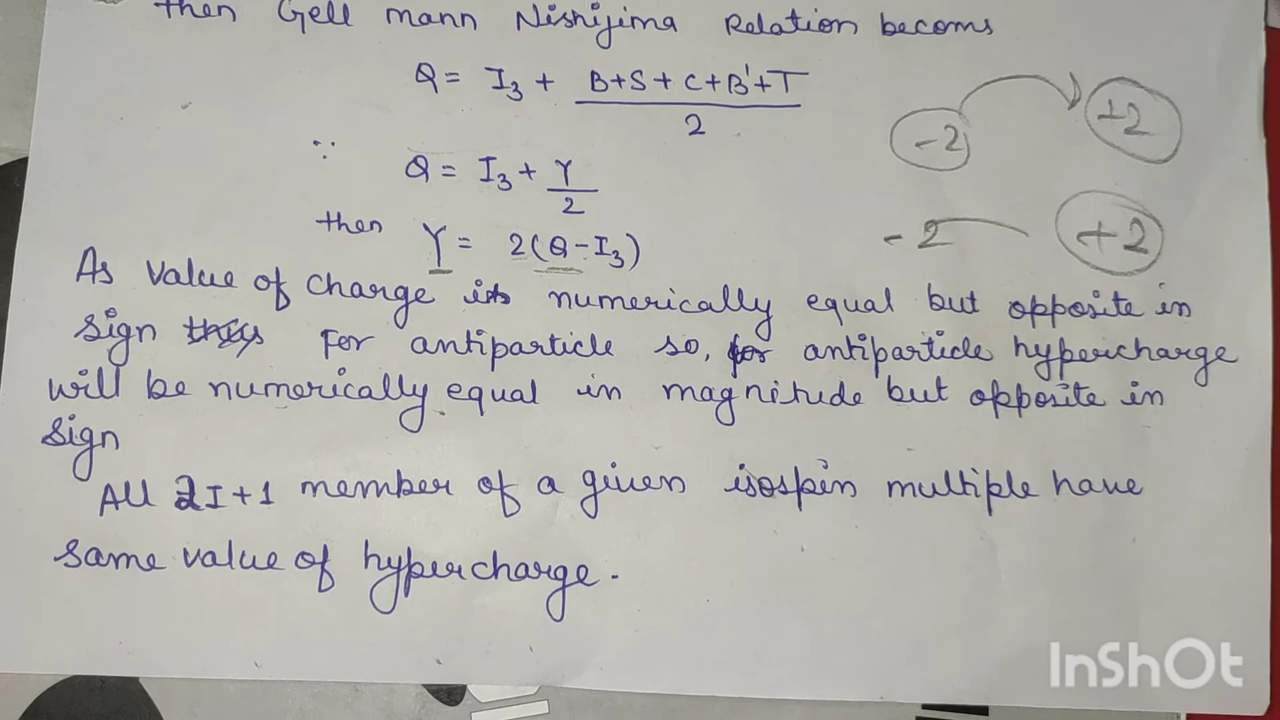 then Gell mann Nishijima Relation becoms
Q = I₃ + (B+S+C+B'+T)/2
∵ Q = I₃ + Y/2
then Y = 2(Q-I₃)
-2 +2
-2 +2
As value of charge is numerically equal but opposite in
sign For antiparticle so, for antiparticle hypercharge
will be numerically equal in magnitude but opposite in
sign
All 2I+1 member of a given isospin multiple have
same value of hypercharge.
InShOt